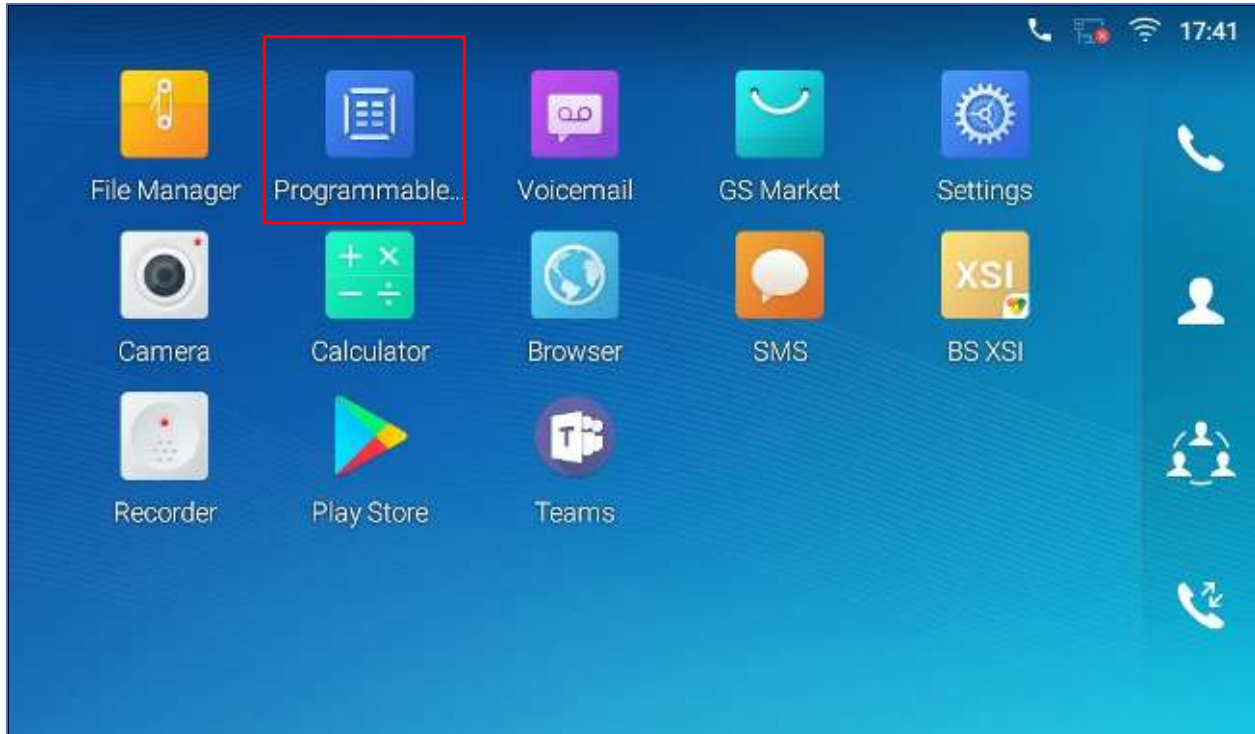 17:41
File Manager Programmable... Voicemail GS Market Settings
XSI
Camera Calculator Browser SMS BS XSI
T
Recorder Play Store Teams